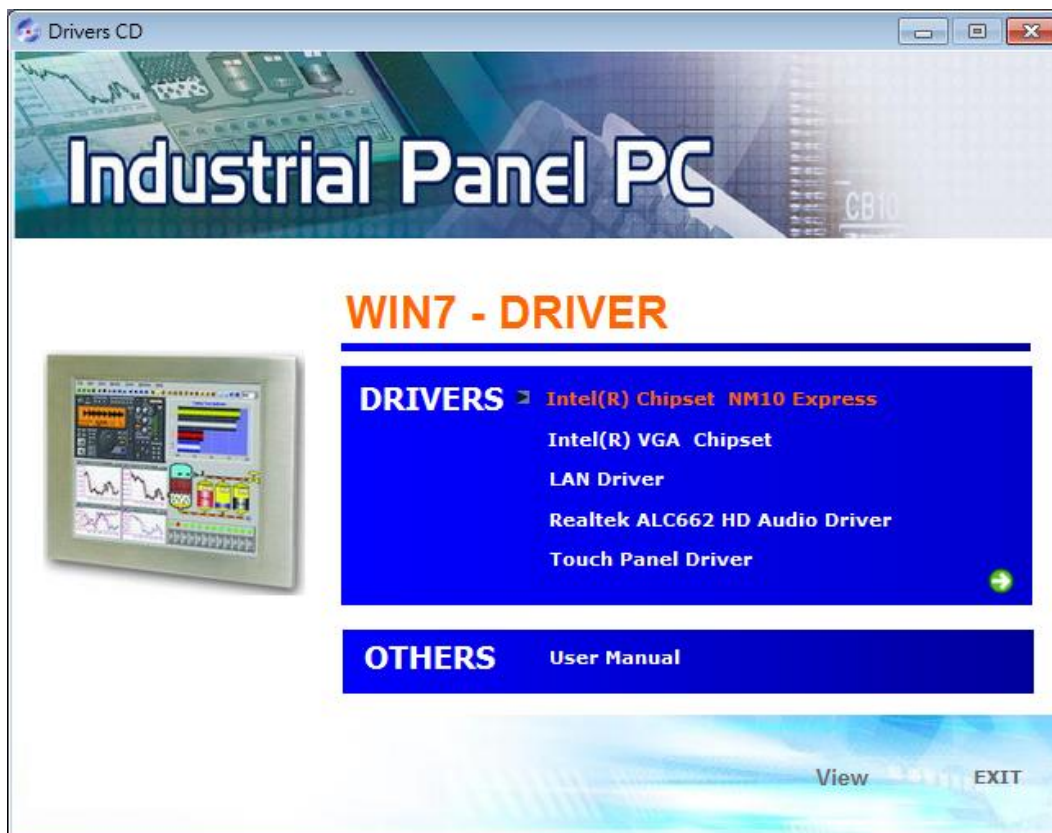 Drivers CD
Industrial Panel PC
CB10
WIN7 - DRIVER
DRIVERS
Intel(R) Chipset  NM10 Express
Intel(R) VGA  Chipset
LAN Driver
Realtek ALC662 HD Audio Driver
Touch Panel Driver
OTHERS
User Manual
View
EXIT